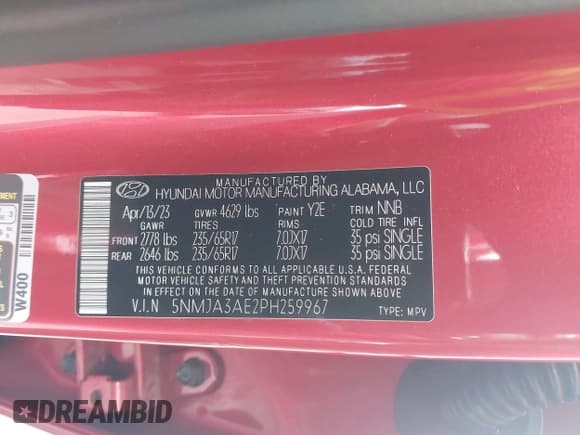 MANUFACTURED BY
HYUNDAI MOTOR MANUFACTURING ALABAMA, LLC
Apr/13/23 GVWR 4629 lbs PAINT Y2E TRIM NNB
GAWR TIRES RIMS COLD TIRE INFL
FRONT 2778 lbs 235/65R17 7.0JX17 35 psi SINGLE
REAR 2646 lbs 235/65R17 7.0JX17 35 psi SINGLE
THIS VEHICLE CONFORMS TO ALL APPLICABLE U.S.A. FEDERAL
MOTOR VEHICLE SAFETY AND THEFT PREVENTION STANDARDS
IN EFFECT ON THE DATE OF MANUFACTURE SHOWN ABOVE.
V.I.N 5NMJA3AE2PH259967 TYPE: MPV
W400
DREAMBID